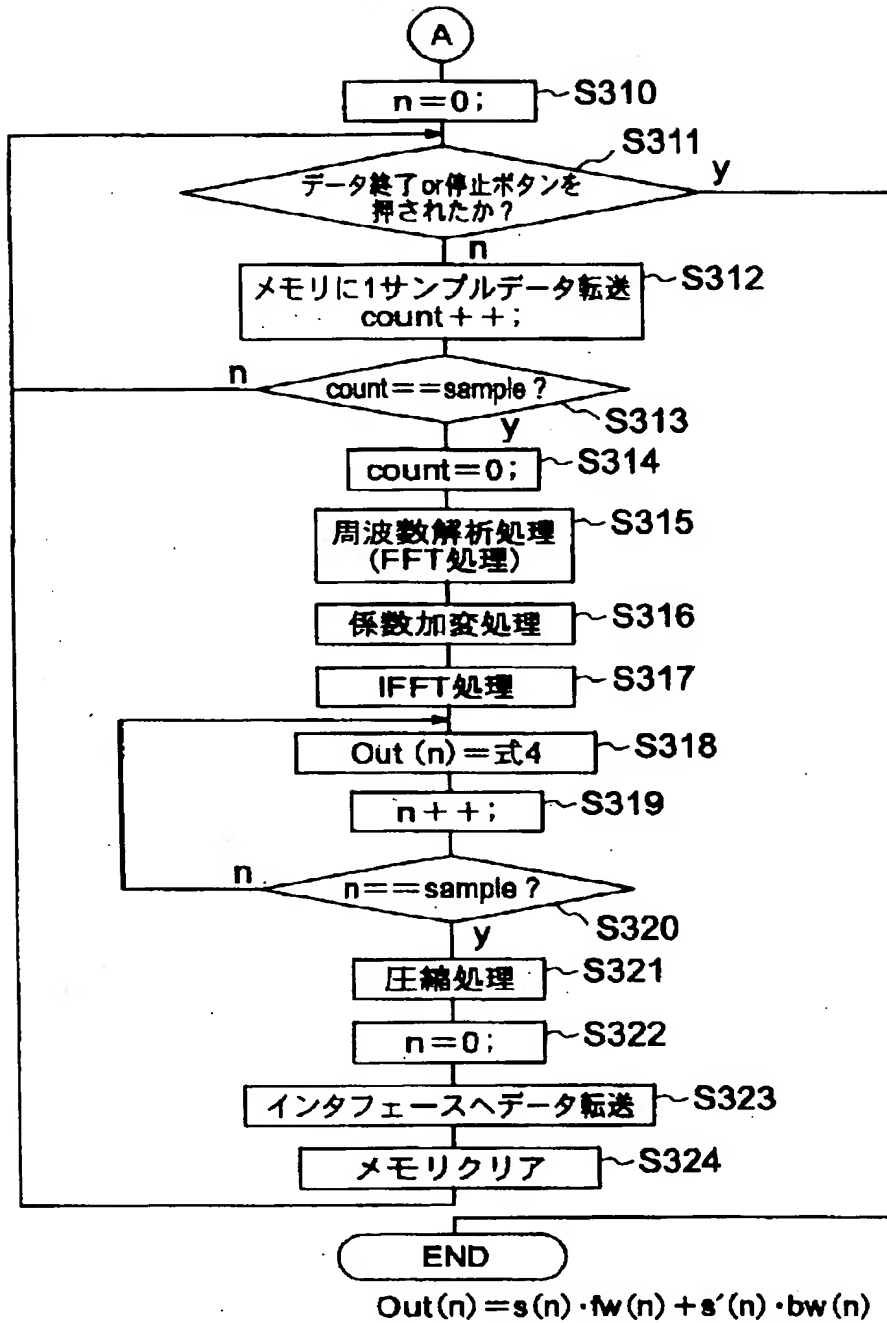 A
n=0;
S310
S311
データ終了or停止ボタンを
押されたか?
y
n
メモリに1サンプルデータ転送
count++;
S312
n
count==sample?
S313
y
count=0;
S314
周波数解析処理
(FFT処理)
S315
係数加変処理
S316
IFFT処理
S317
Out(n)=式4
S318
n++;
S319
n
n==sample?
S320
y
圧縮処理
S321
n=0;
S322
インタフェースへデータ転送
S323
メモリクリア
S324
END
Out(n)=s(n)·fw(n)+s′(n)·bw(n)